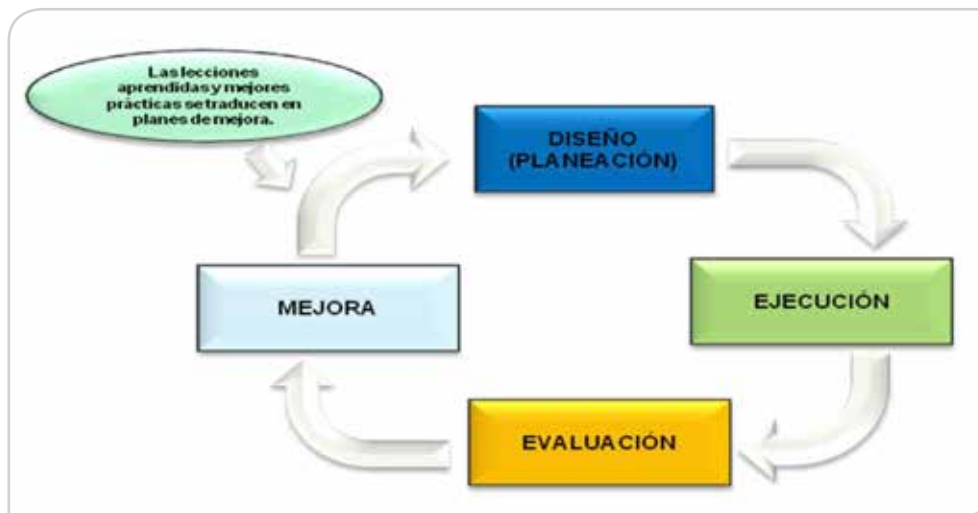 Las lecciones
aprendidas y mejores
prácticas se traducen en
planes de mejora.
DISEÑO
(PLANEACIÓN)
MEJORA
EJECUCIÓN
EVALUACIÓN